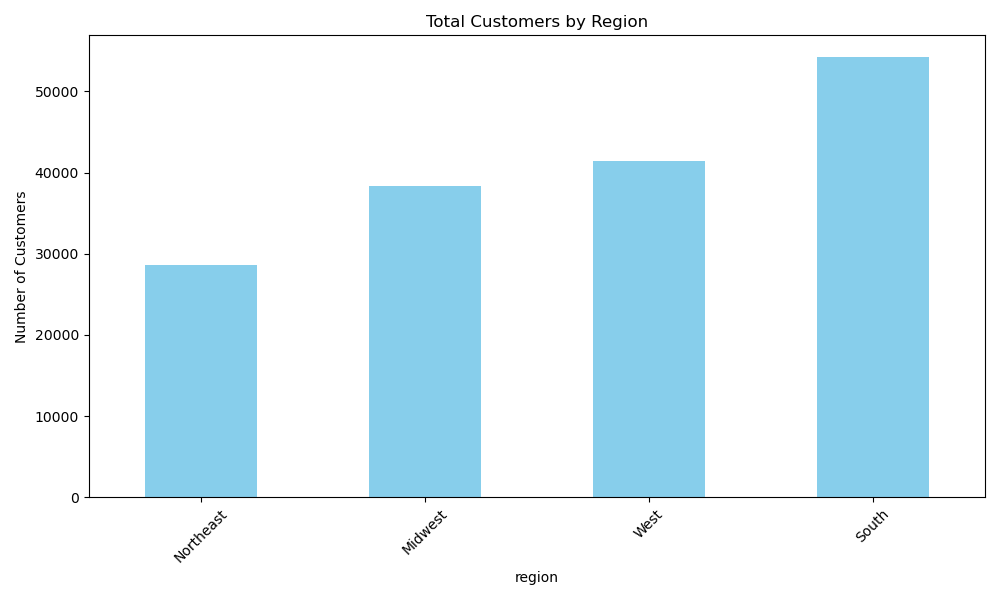 Total Customers by Region
Number of Customers
50000
40000
30000
20000
10000
0
Northeast
Midwest
West
South
region